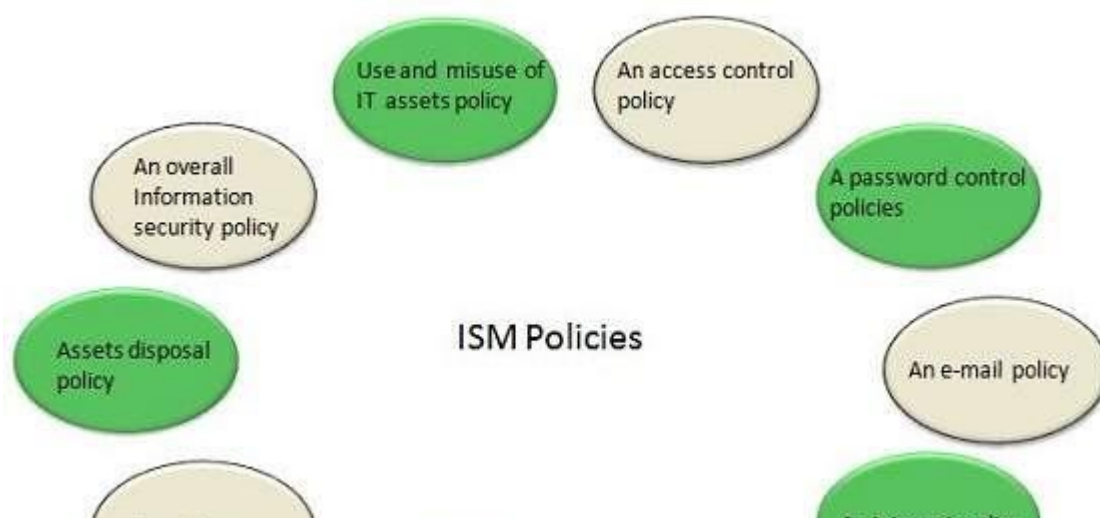 Use and misuse of
IT assets policy
An access control
policy
An overall
Information
security policy
A password control
policies
ISM Policies
Assets disposal
policy
An e-mail policy